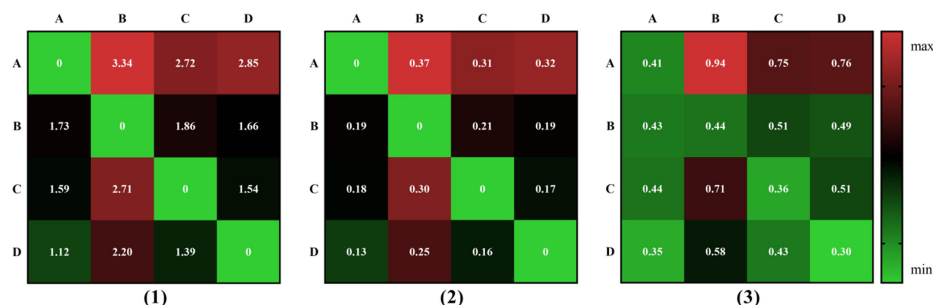 A B C D A B C D A B C D
A 0 3.34 2.72 2.85 A 0 0.37 0.31 0.32 A 0.41 0.94 0.75 0.76 max
B 1.73 0 1.86 1.66 B 0.19 0 0.21 0.19 B 0.43 0.44 0.51 0.49
C 1.59 2.71 0 1.54 C 0.18 0.30 0 0.17 C 0.44 0.71 0.36 0.51
D 1.12 2.20 1.39 0 D 0.13 0.25 0.16 0 D 0.35 0.58 0.43 0.30 min
(1) (2) (3)